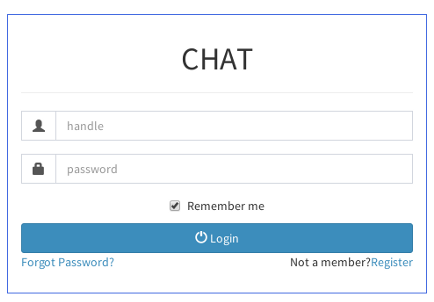 CHAT
handle
password
Remember me
Login
Forgot Password? Not a member?Register